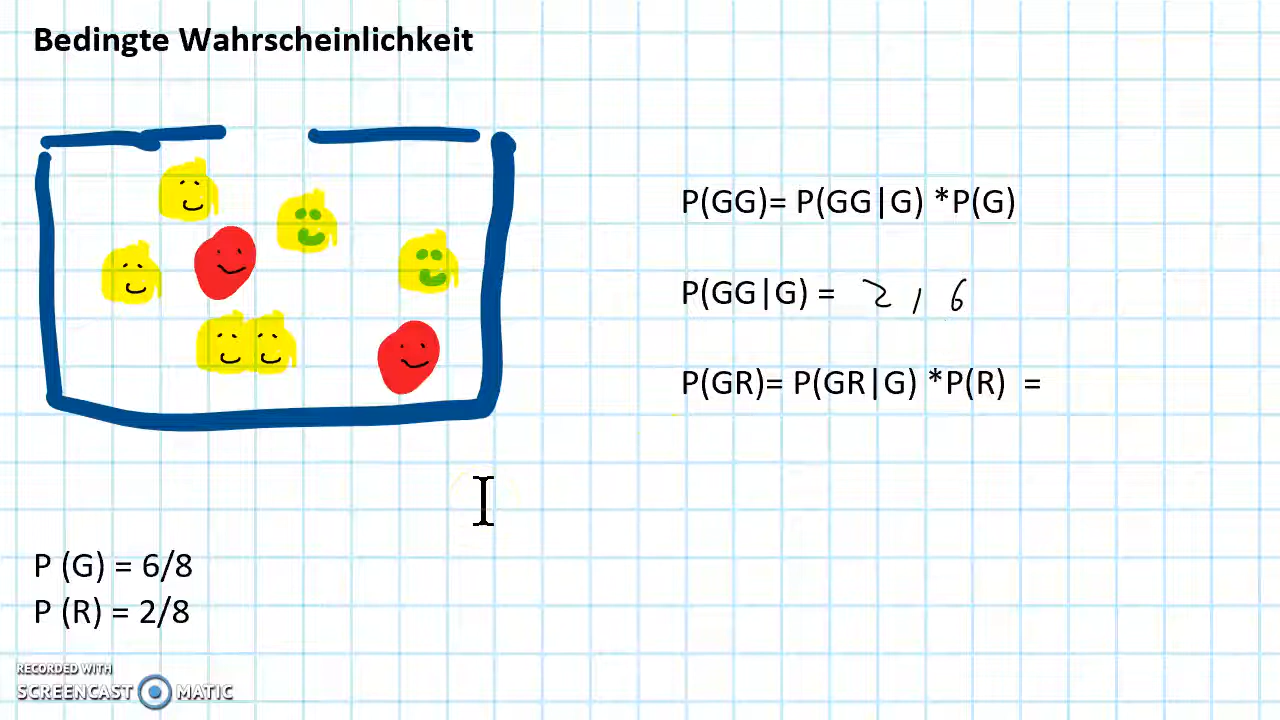 Bedingte Wahrscheinlichkeit
P(GG)= P(GG|G) *P(G)
P(GG|G) = 2 / 6
P(GR)= P(GR|G) *P(R) =
P (G) = 6/8
P (R) = 2/8
RECORDED WITH
SCREENCAST MATIC